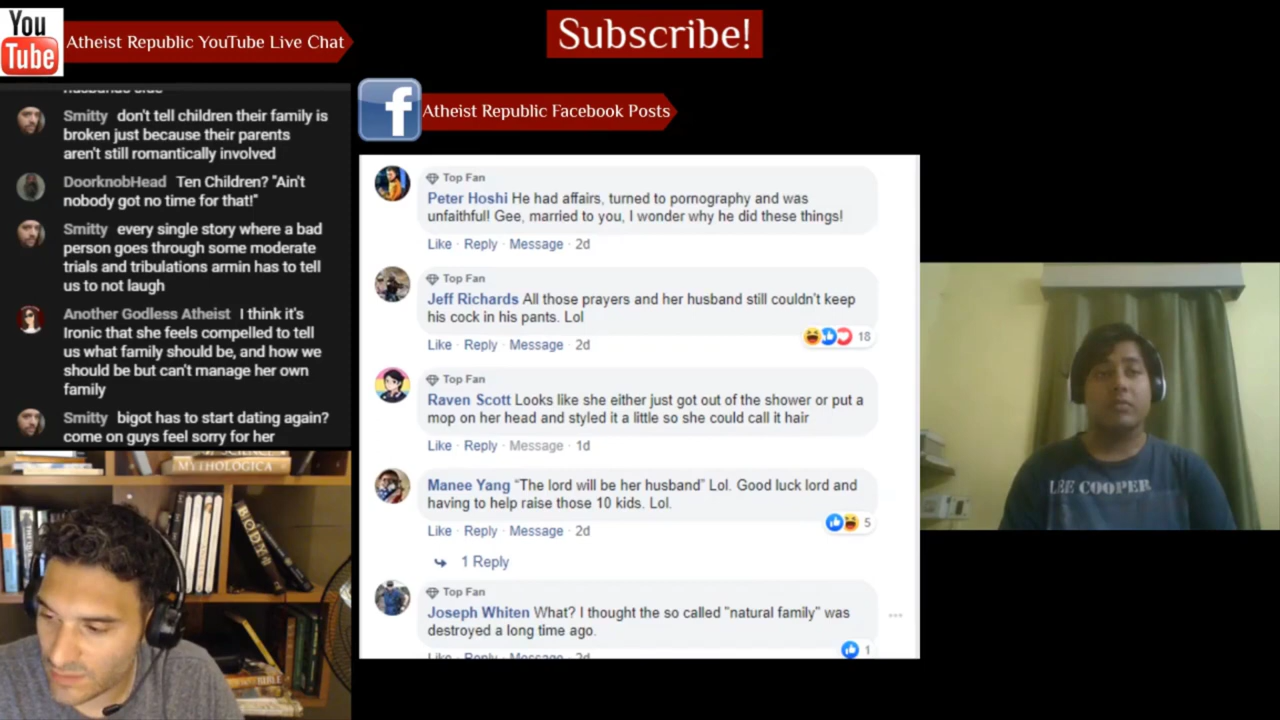 You
Tube
Atheist Republic YouTube Live Chat
Subscribe!
Atheist Republic Facebook Posts
husbands side
Smitty don't tell children their family is
broken just because their parents
aren't still romantically involved
DoorknobHead Ten Children? "Ain't
nobody got no time for that!"
Smitty every single story where a bad
person goes through some moderate
trials and tribulations armin has to tell
us to not laugh
Another Godless Atheist I think it's
Ironic that she feels compelled to tell
us what family should be, and how we
should be but can't manage her own
family
Smitty bigot has to start dating again?
come on guys feel sorry for her
f
Top Fan
Peter Hoshi He had affairs, turned to pornography and was
unfaithful! Gee, married to you, I wonder why he did these things!
Like · Reply · Message · 2d
Top Fan
Jeff Richards All those prayers and her husband still couldn't keep
his cock in his pants. Lol
18
Like · Reply · Message · 2d
Top Fan
Raven Scott Looks like she either just got out of the shower or put a
mop on her head and styled it a little so she could call it hair
Like · Reply · Message · 1d
Manee Yang "The lord will be her husband" Lol. Good luck lord and
having to help raise those 10 kids. Lol.
5
Like · Reply · Message · 2d
1 Reply
Top Fan
Joseph Whiten What? I thought the so called "natural family" was
destroyed a long time ago.
1
Like · Reply · Message · 2d
MYTHOLOGICA
BODY
LEE COOPER